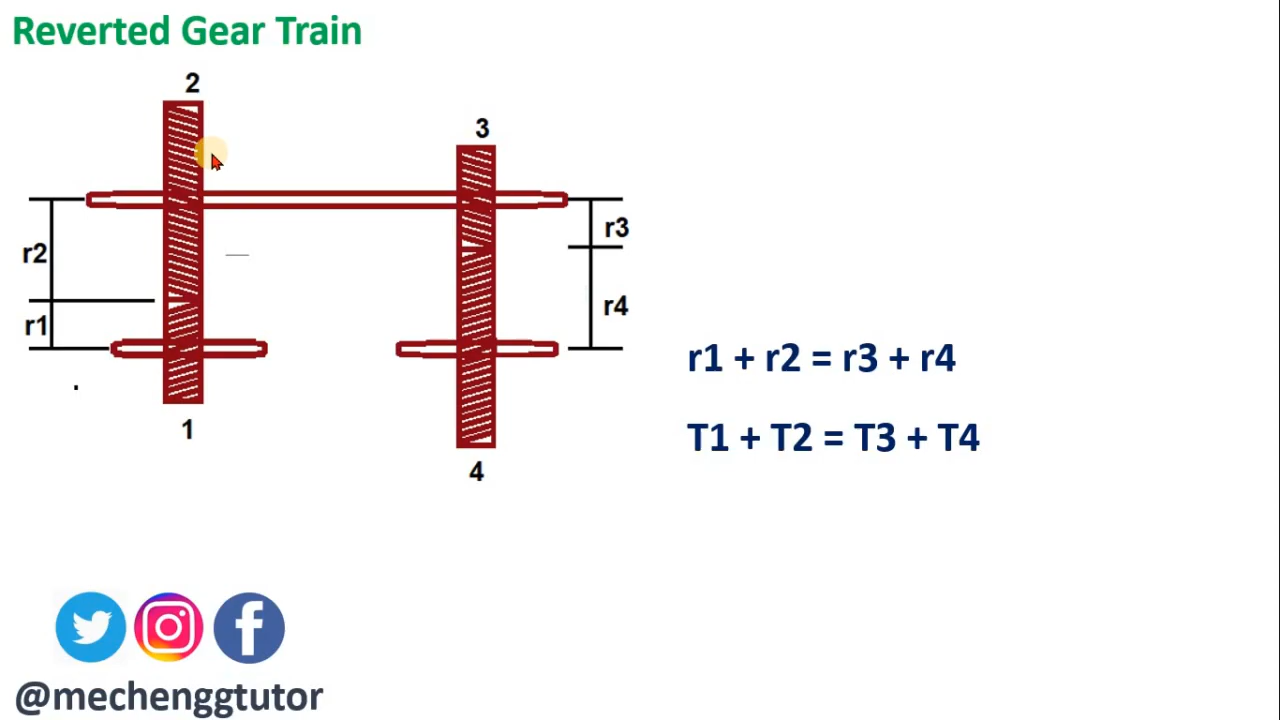 Reverted Gear Train
2
3
r2
r3
r1
r4
1
4
r1 + r2 = r3 + r4
T1 + T2 = T3 + T4
@mechenggtutor